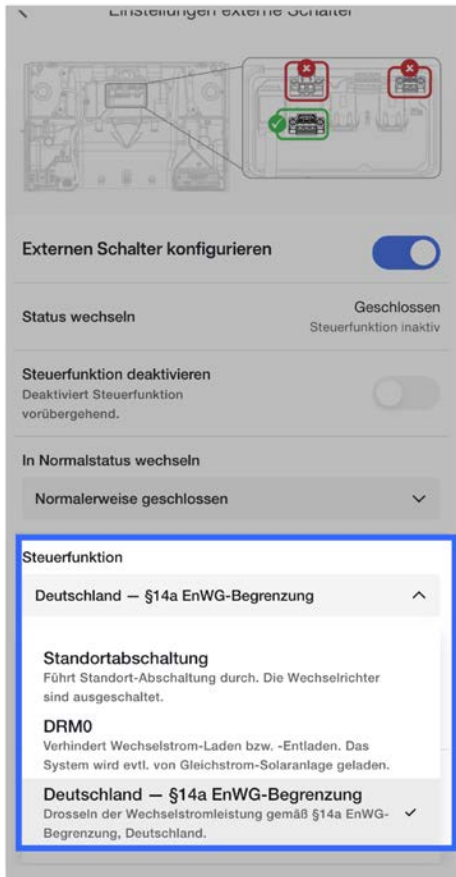 Einstellungen externe Schalter
Externen Schalter konfigurieren
Status wechseln
Geschlossen
Steuerfunktion inaktiv
Steuerfunktion deaktivieren
Deaktiviert Steuerfunktion
vorübergehend.
In Normalstatus wechseln
Normalerweise geschlossen
Steuerfunktion
Deutschland — §14a EnWG-Begrenzung
Standortabschaltung
Führt Standort-Abschaltung durch. Die Wechselrichter
sind ausgeschaltet.
DRM0
Verhindert Wechselstrom-Laden bzw. -Entladen. Das
System wird evtl. von Gleichstrom-Solaranlage geladen.
Deutschland — §14a EnWG-Begrenzung
Drosseln der Wechselstromleistung gemäß §14a EnWG-
Begrenzung, Deutschland.